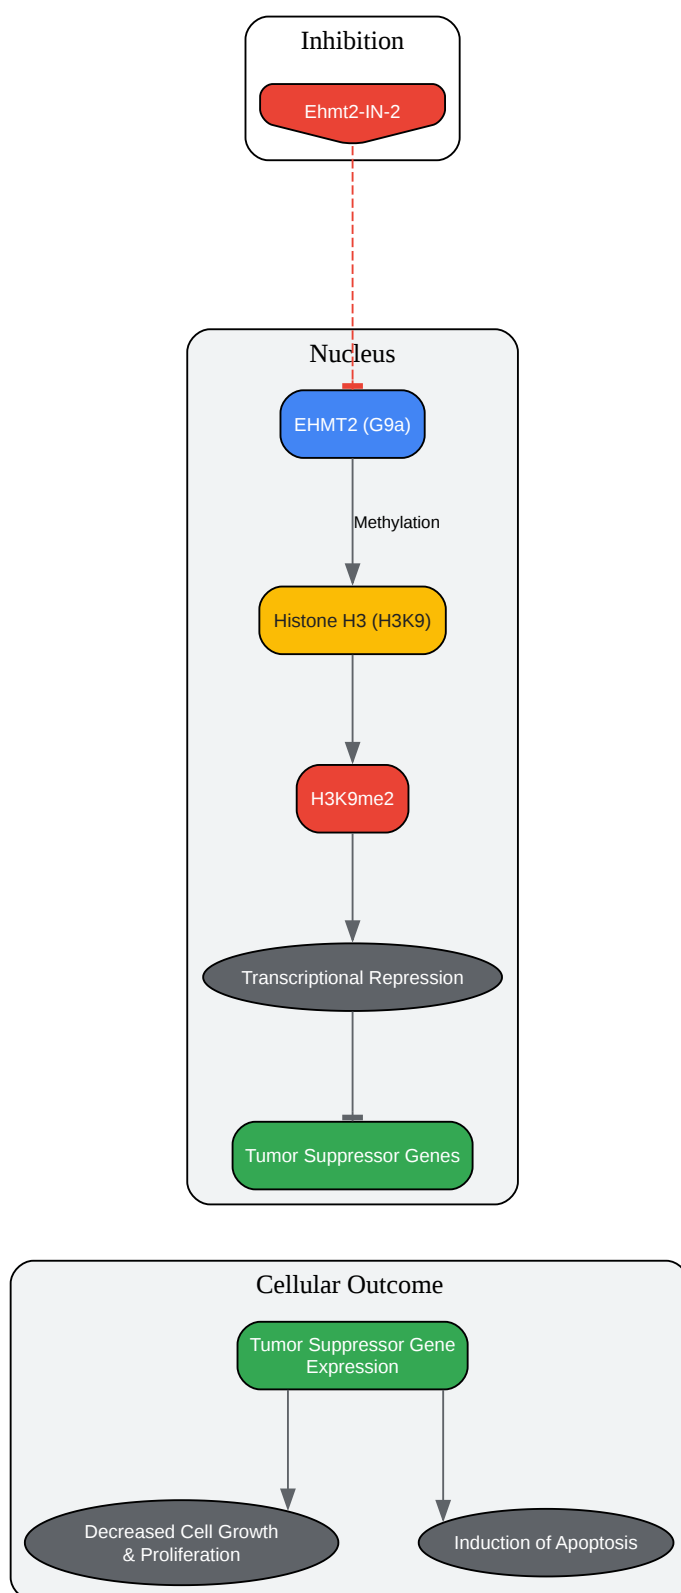 Inhibition
Ehmt2-IN-2
Nucleus
EHMT2 (G9a)
Methylation
Histone H3 (H3K9)
H3K9me2
Transcriptional Repression
Tumor Suppressor Genes
Cellular Outcome
Tumor Suppressor Gene
Expression
Decreased Cell Growth
& Proliferation
Induction of Apoptosis